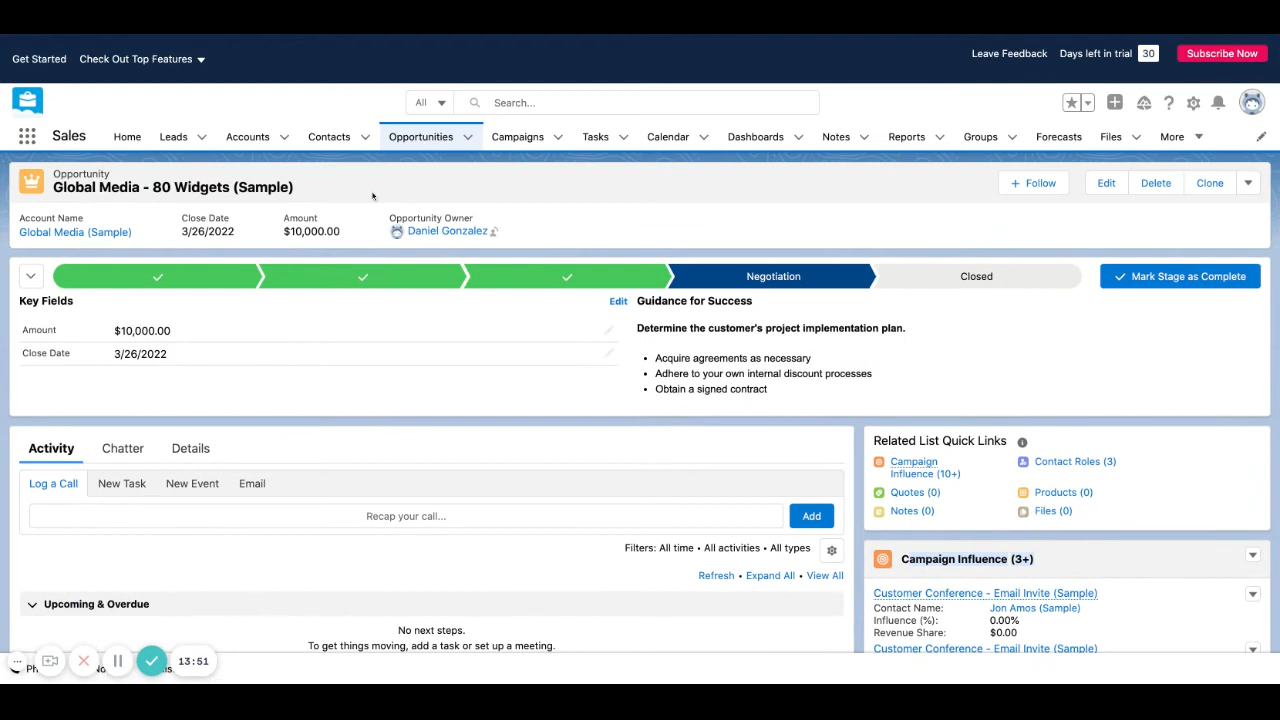 Get Started Check Out Top Features Leave Feedback Days left in trial 30 Subscribe Now
All Search...
Sales Home Leads Accounts Contacts Opportunities Campaigns Tasks Calendar Dashboards Notes Reports Groups Forecasts Files More
Opportunity
Global Media - 80 Widgets (Sample)
+ Follow Edit Delete Clone
Account Name Close Date Amount Opportunity Owner
Global Media (Sample) 3/26/2022 $10,000.00 Daniel Gonzalez
Negotiation Closed Mark Stage as Complete
Key Fields Edit
Amount $10,000.00
Close Date 3/26/2022
Guidance for Success
Determine the customer's project implementation plan.
• Acquire agreements as necessary
• Adhere to your own internal discount processes
• Obtain a signed contract
Activity Chatter Details
Log a Call New Task New Event Email
Recap your call... Add
Filters: All time • All activities • All types
Refresh • Expand All • View All
Upcoming & Overdue
No next steps.
To get things moving, add a task or set up a meeting.
Related List Quick Links
Campaign Influence (10+)
Contact Roles (3)
Quotes (0) Products (0)
Notes (0) Files (0)
Campaign Influence (3+)
Customer Conference - Email Invite (Sample)
Contact Name: Jon Amos (Sample)
Influence (%): 0.00%
Revenue Share: $0.00
Customer Conference - Email Invite (Sample)
13:51